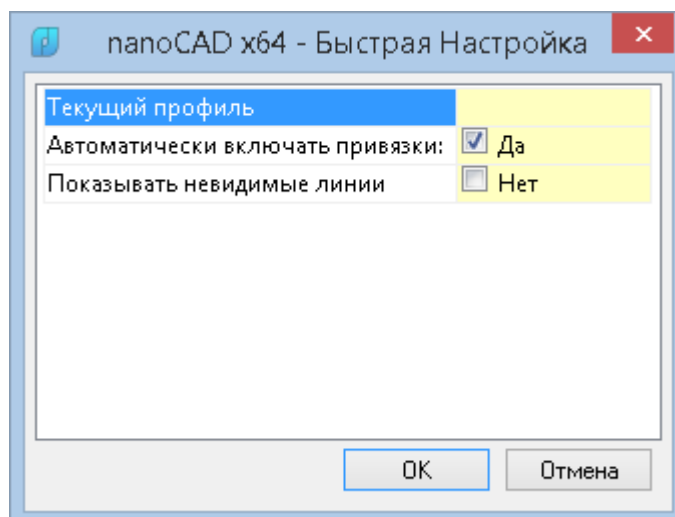 nanoCAD x64 - Быстрая Настройка
Текущий профиль
Автоматически включать привязки: Да
Показывать невидимые линии Нет
OK Отмена